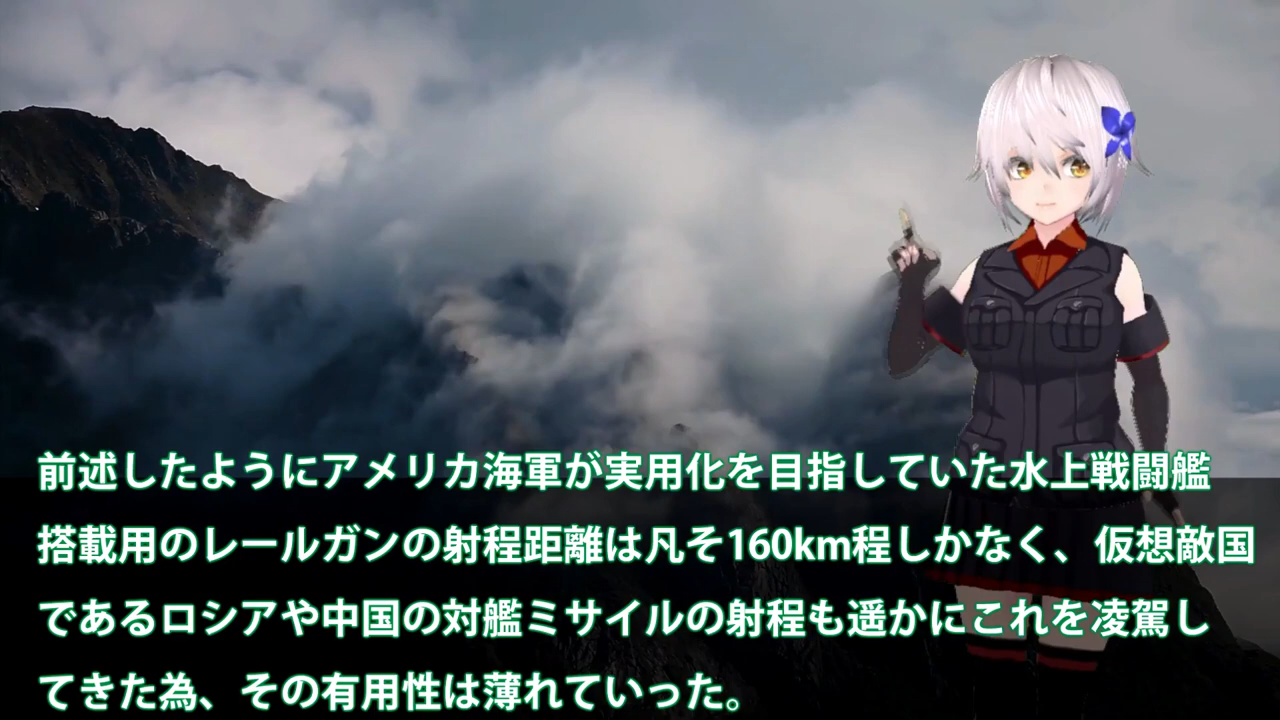 前述したようにアメリカ海軍が実用化を目指していた水上戦闘艦
搭載用のレールガンの射程距離は凡そ160km程しかなく、仮想敵国
であるロシアや中国の対艦ミサイルの射程も遥かにこれを凌駕し
てきた為、その有用性は薄れていった。